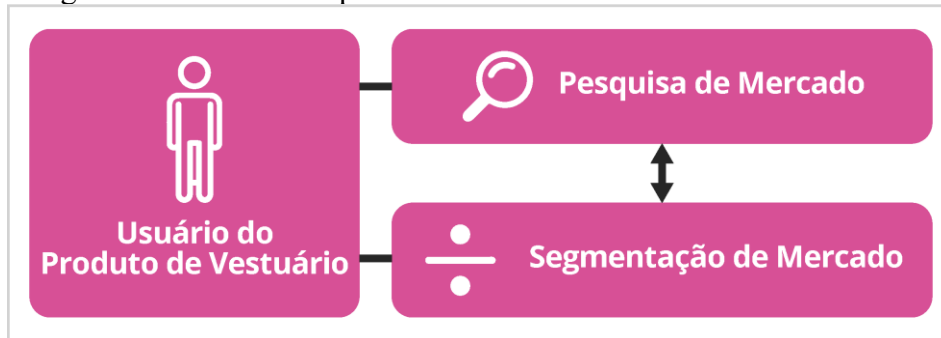 Pesquisa de Mercado
Usuário do
Produto de Vestuário
Segmentação de Mercado